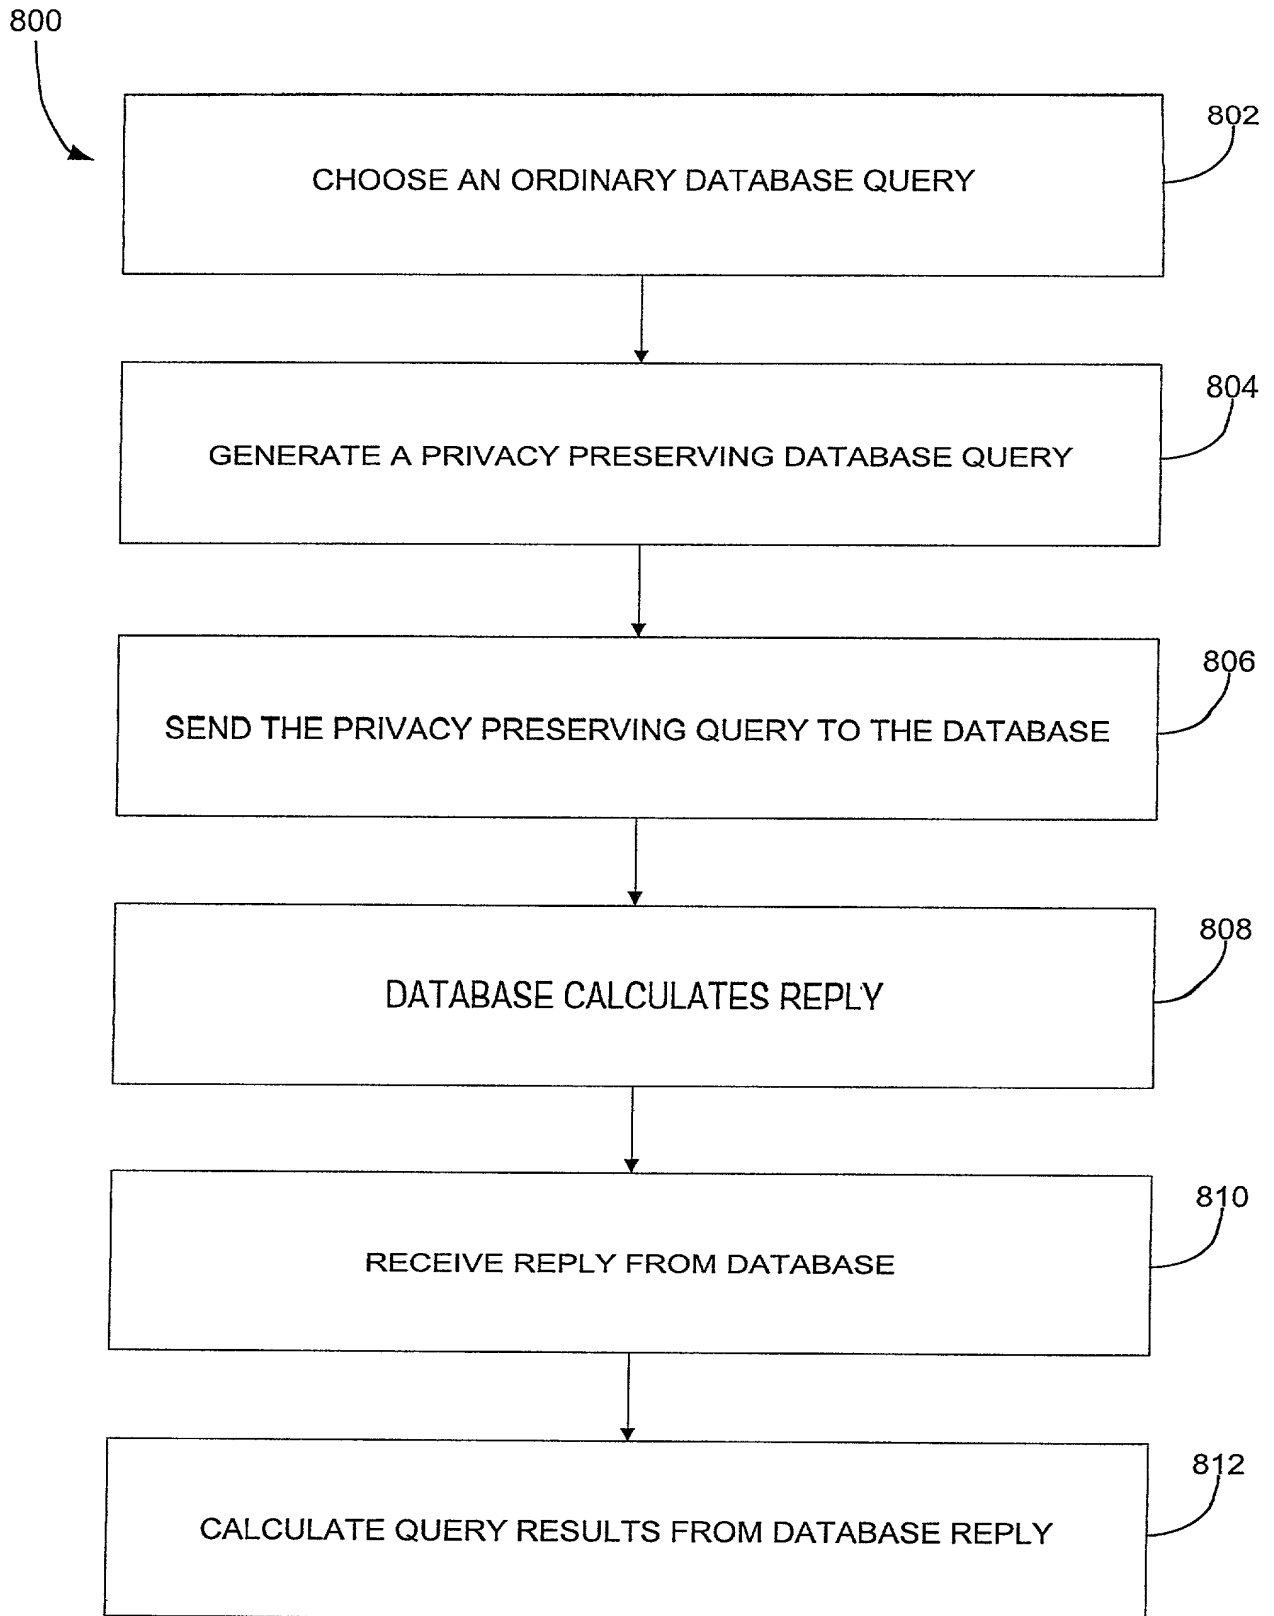 800
802
CHOOSE AN ORDINARY DATABASE QUERY
804
GENERATE A PRIVACY PRESERVING DATABASE QUERY
806
SEND THE PRIVACY PRESERVING QUERY TO THE DATABASE
808
DATABASE CALCULATES REPLY
810
RECEIVE REPLY FROM DATABASE
812
CALCULATE QUERY RESULTS FROM DATABASE REPLY